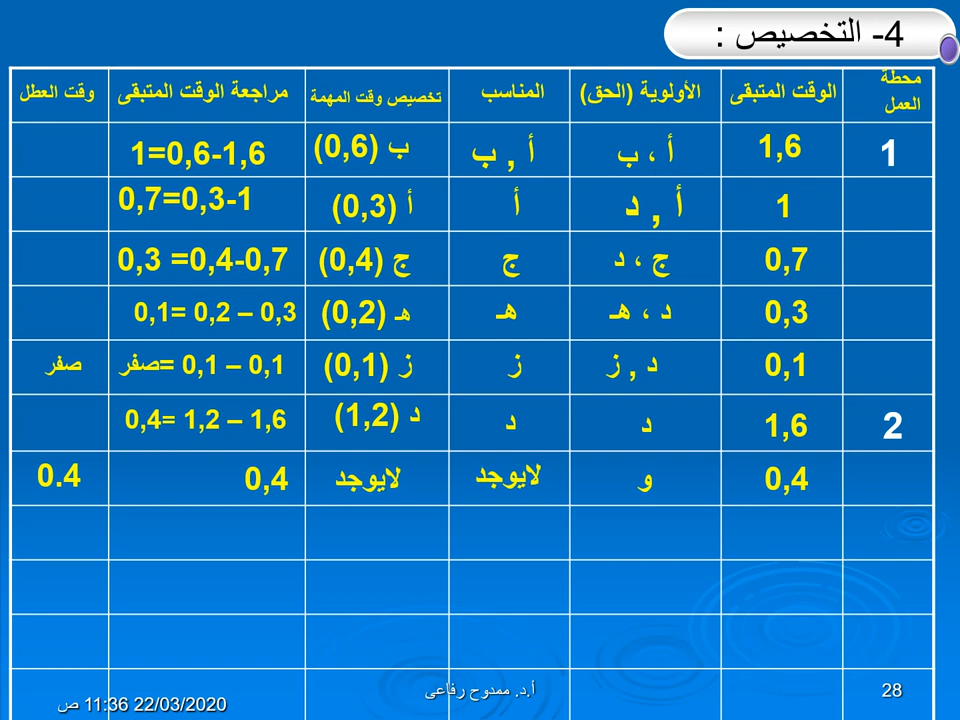 4- التخصيص :
محطة العمل الوقت المتبقى الأولوية (الحق) المناسب تخصيص وقت المهمة مراجعة الوقت المتبقى وقت العطل
1 1,6 أ ، ب أ , ب ب (0,6) 1=0,6-1,6
1 أ , د أ أ (0,3) 0,7=0,3-1
0,7 ج ، د ج ج (0,4) 0,3 =0,4-0,7
0,3 د ، هـ هـ هـ (0,2) 0,1= 0,2 – 0,3
0,1 د , ز ز ز (0,1) 0,1 – 0,1 =صفر صفر
2 1,6 د د د (1,2) 0,4= 1,2 – 1,6
0,4 و لايوجد لايوجد 0,4 0.4
28 أ.د. ممدوح رفاعى 22/03/2020 11:36 ص